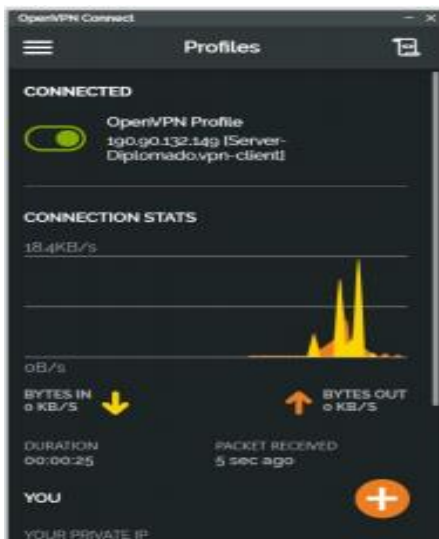 OpenVPN Connect
Profiles
CONNECTED
OpenVPN Profile
190.90.132.149 [Server-
Diplomado.vpn-client]
CONNECTION STATS
18.4KB/s
0B/s
BYTES IN
0 KB/S
BYTES OUT
0 KB/S
DURATION
00:00:25
PACKET RECEIVED
5 sec ago
YOU
YOUR PRIVATE IP